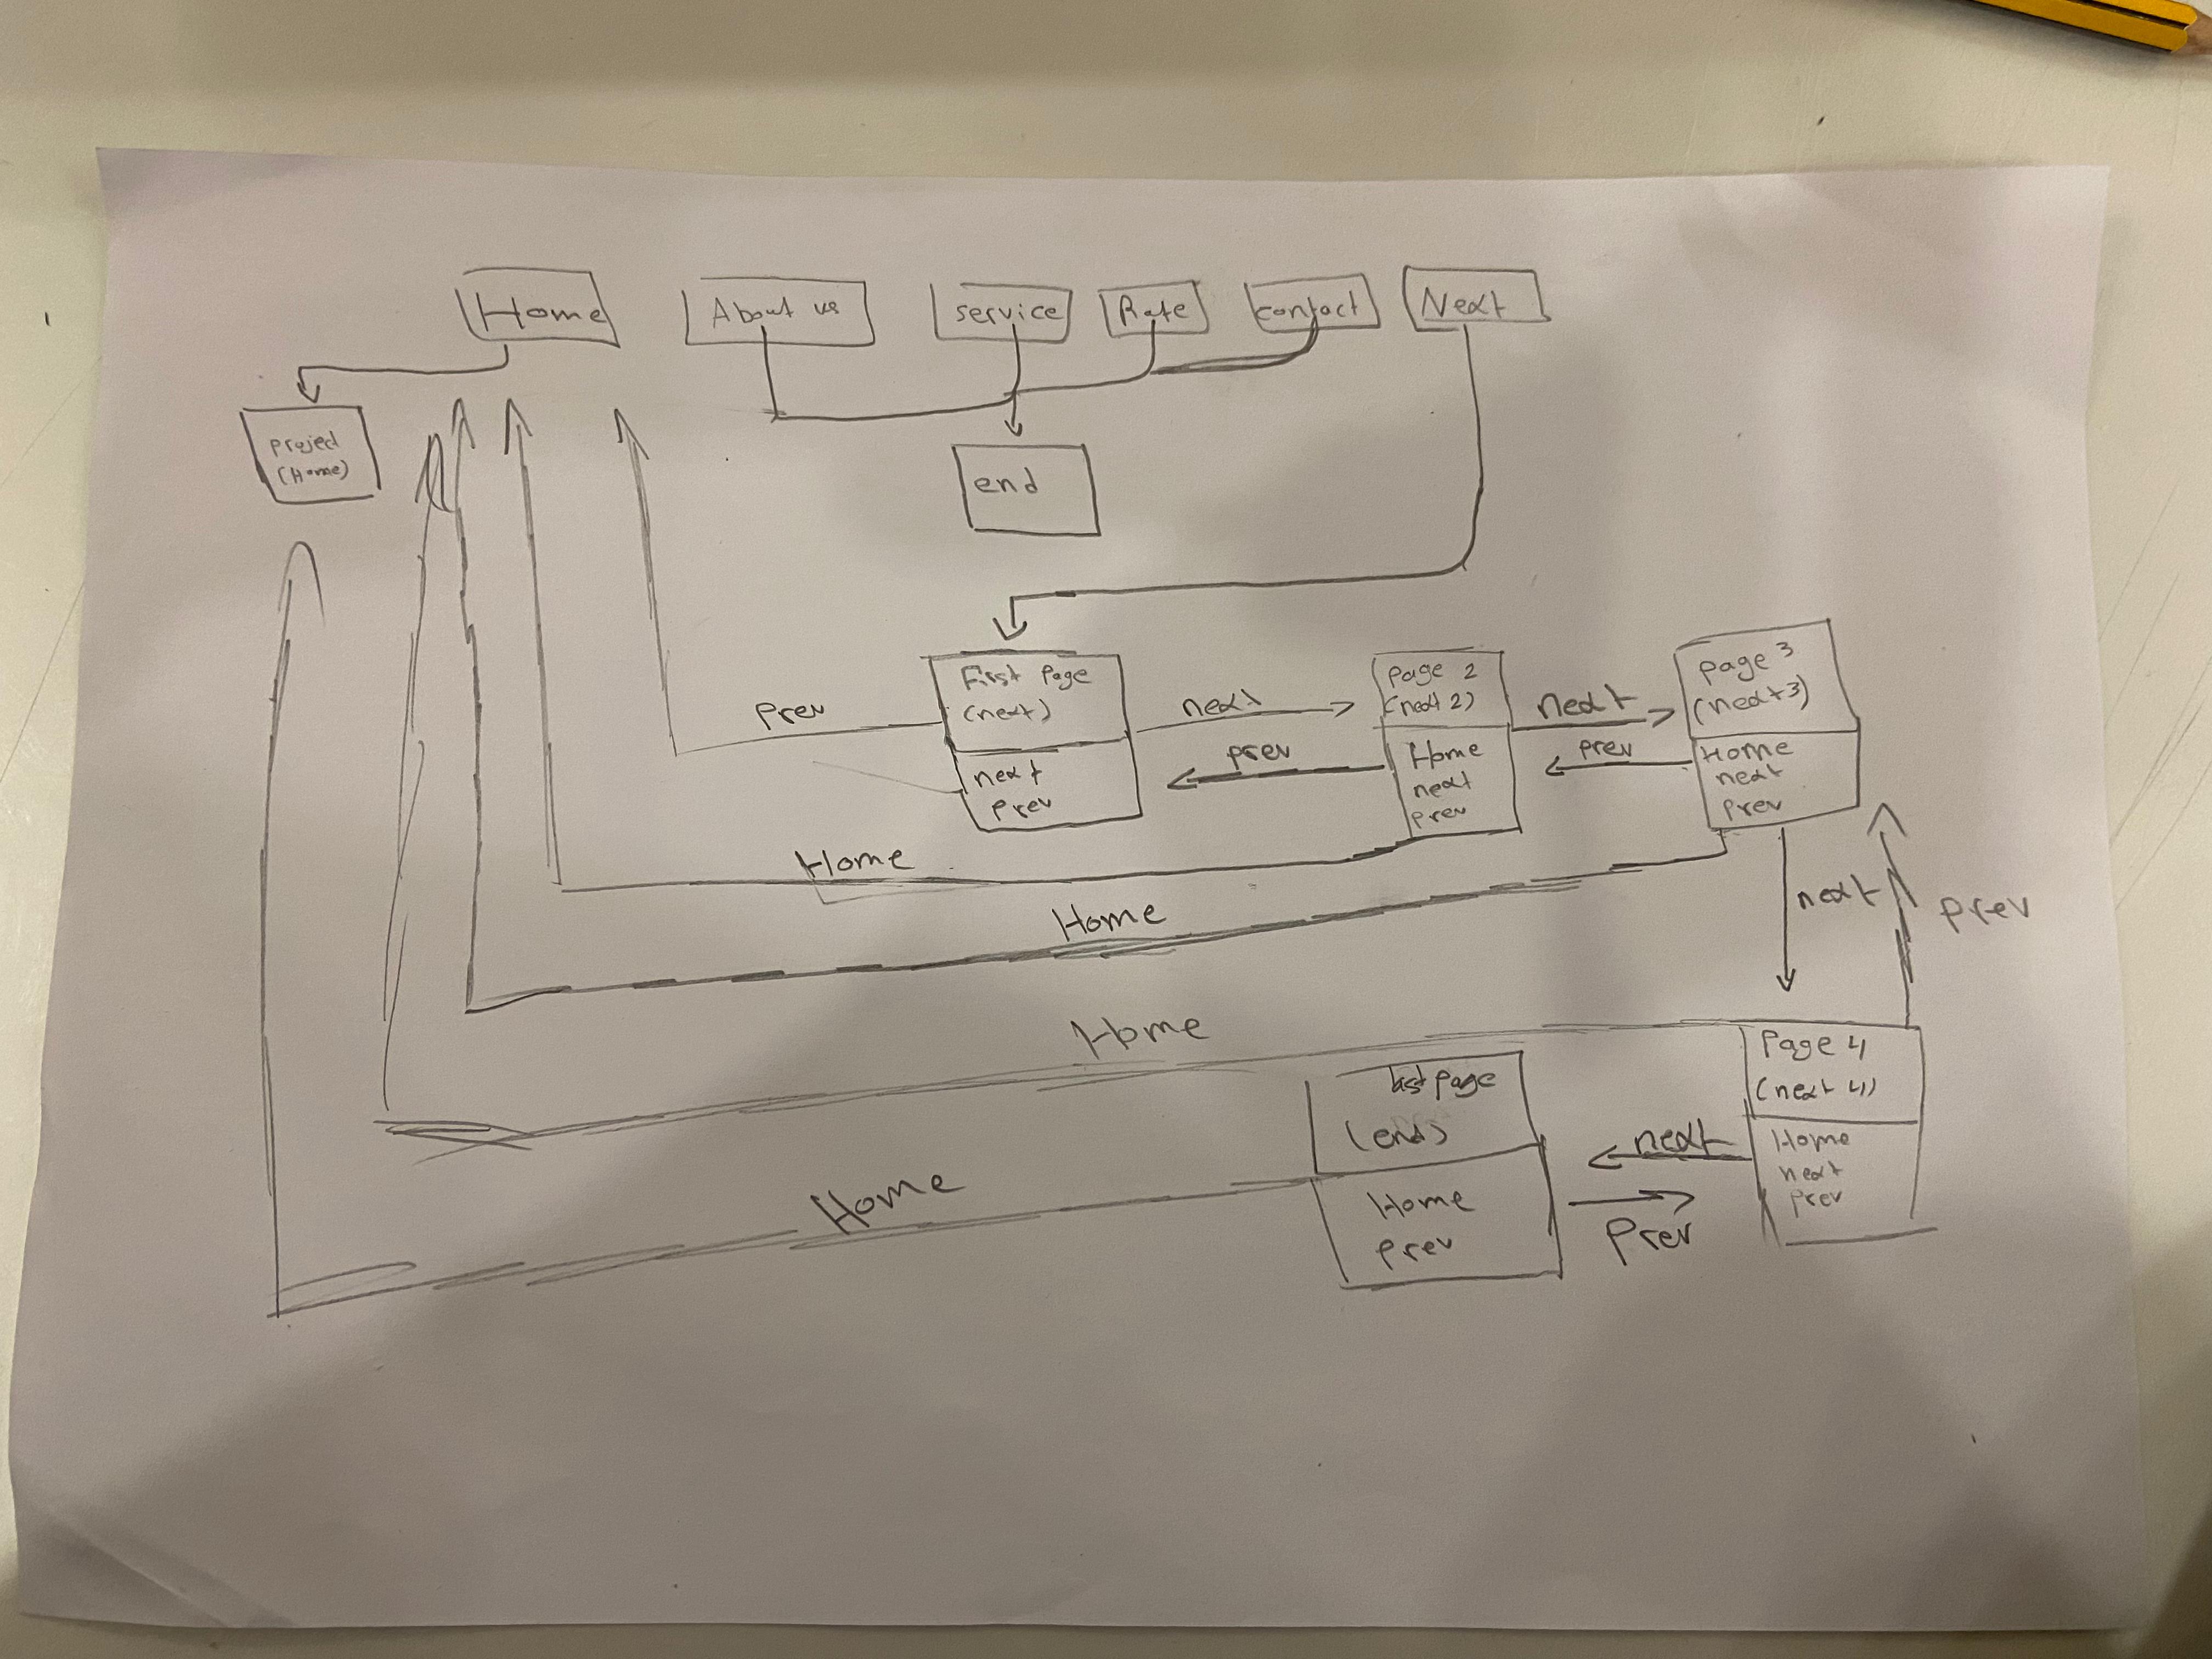 Home
About us
service
Rate
contact
Next
project
(Home)
end
First Page
(next)
next
prev
Prev
next
prev
page 2
(next 2)
Home
next
prev
next
prev
page 3
(next3)
Home
next
prev
Home
Home
next
prev
Home
Page 4
(next 4)
Home
next
prev
last page
(end)
Home
prev
next
Prev
Home